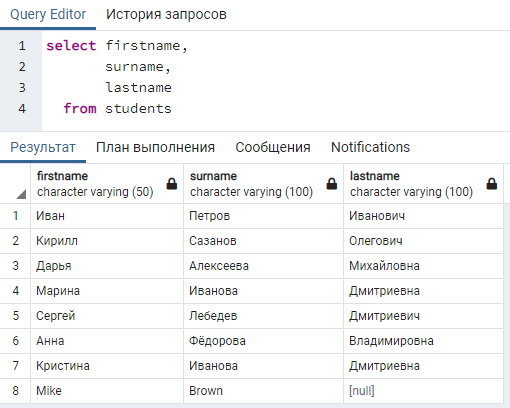 Query Editor История запросов
1 select firstname,
2 surname,
3 lastname
4 from students
Результат План выполнения Сообщения Notifications
firstname surname lastname
character varying (50) character varying (100) character varying (100)
1 Иван Петров Иванович
2 Кирилл Сазанов Олегович
3 Дарья Алексеева Михайловна
4 Марина Иванова Дмитриевна
5 Сергей Лебедев Дмитриевич
6 Анна Фёдорова Владимировна
7 Кристина Иванова Дмитриевна
8 Mike Brown [null]